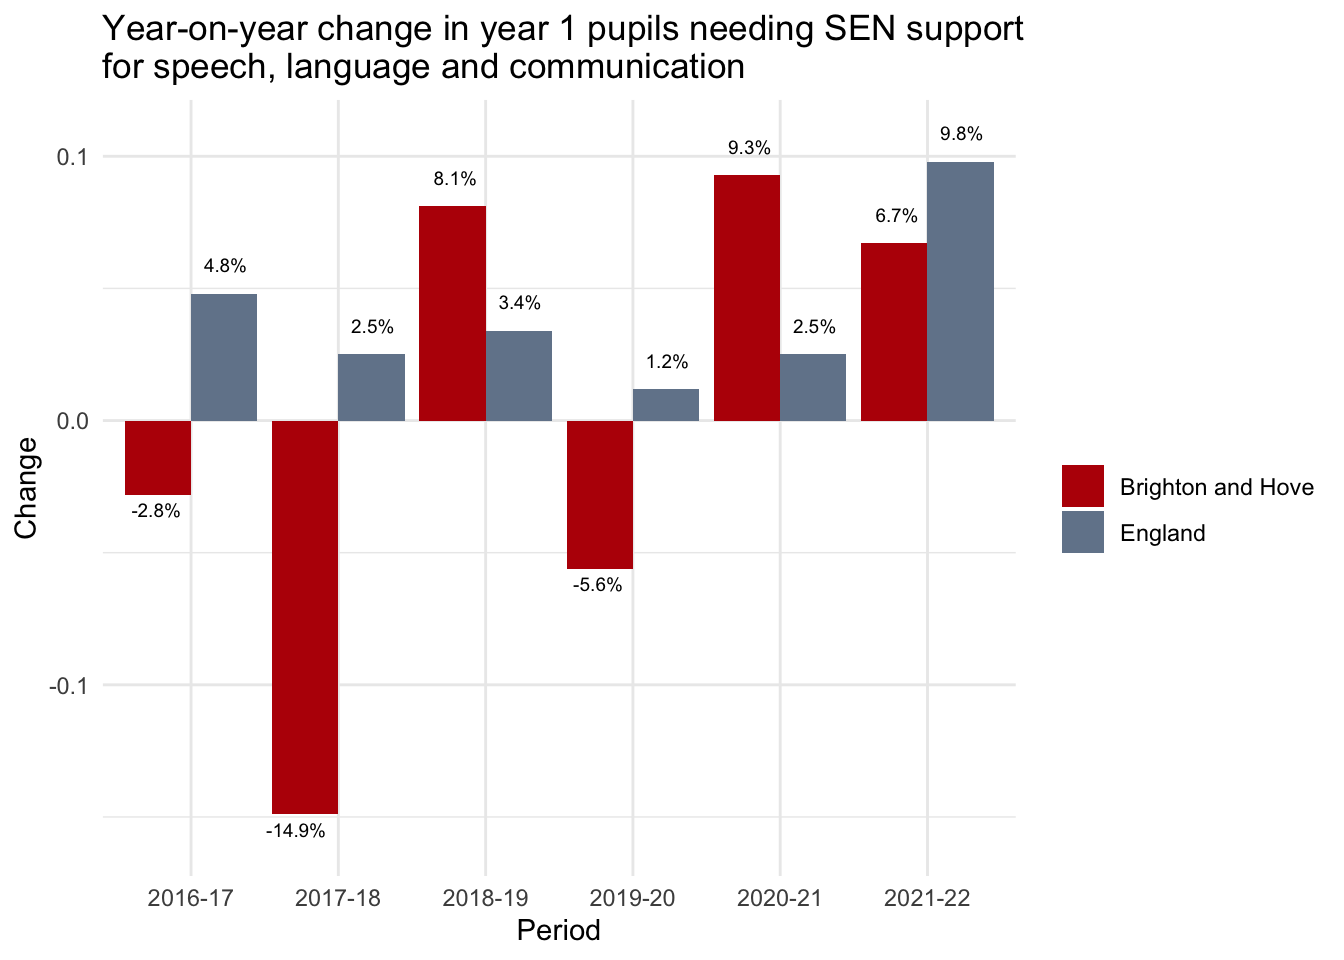 Year-on-year change in year 1 pupils needing SEN support
for speech, language and communication
9.8%
9.3%
8.1%
6.7%
4.8%
3.4%
2.5%
2.5%
1.2%
-2.8%
-5.6%
-14.9%
0.1
0.0
-0.1
Change
2016-17 2017-18 2018-19 2019-20 2020-21 2021-22
Period
Brighton and Hove
England